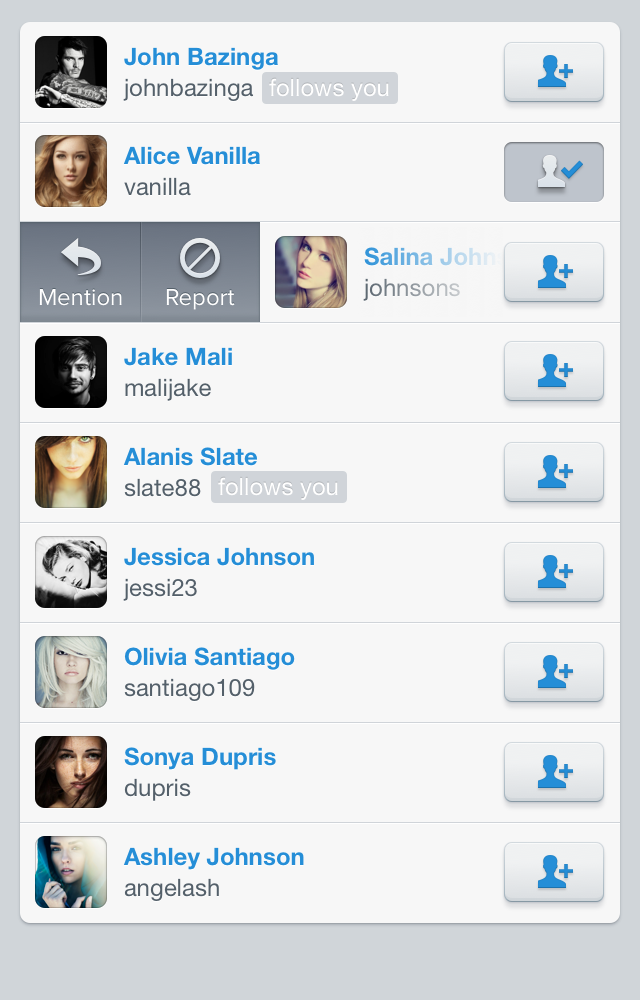 John Bazinga
johnbazinga follows you
Alice Vanilla
vanilla
Mention
Report
Salina John
johnsons
Jake Mali
malijake
Alanis Slate
slate88 follows you
Jessica Johnson
jessi23
Olivia Santiago
santiago109
Sonya Dupris
dupris
Ashley Johnson
angelash